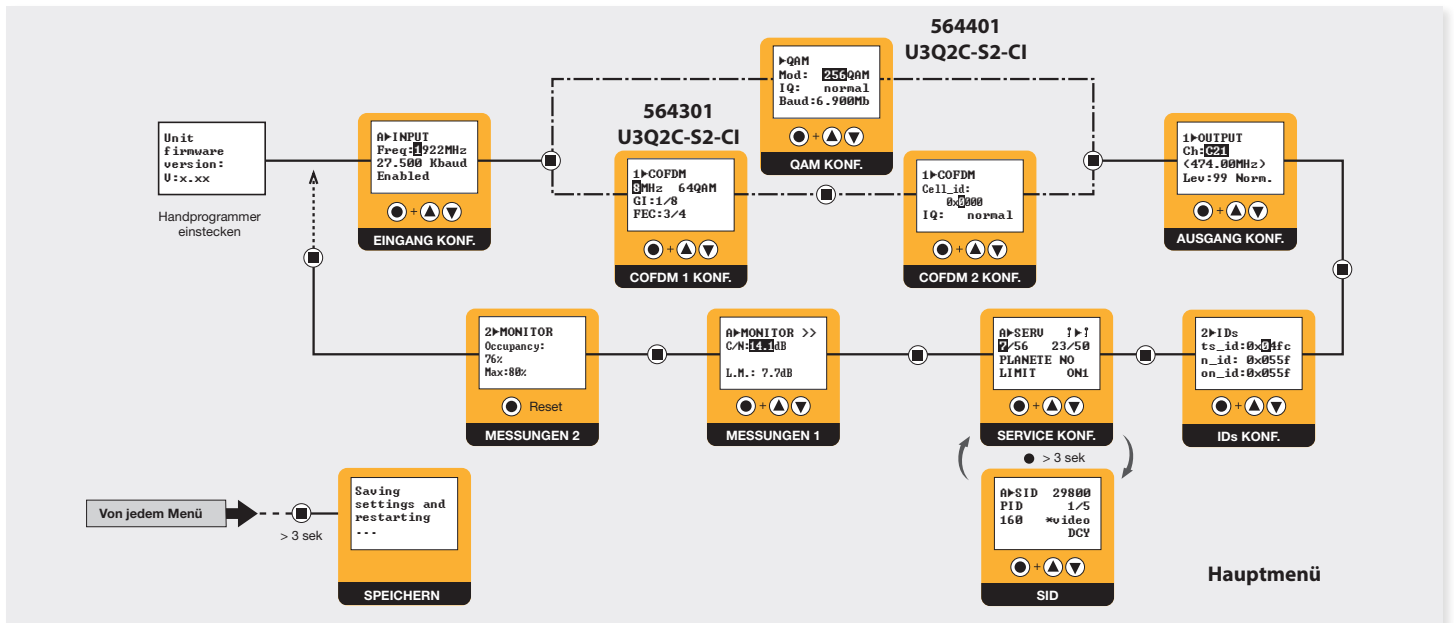 564401
U3Q2C-S2-CI
▶QAM
Mod: 256QAM
IQ: normal
Baud:6.900Mb
+
QAM KONF.
564301
U3Q2C-S2-CI
Unit
firmware
version:
V:x.xx
Handprogrammer
einstecken
A▶INPUT
Freq:1922MHz
27.500 Kbaud
Enabled
+
EINGANG KONF.
1▶COFDM
8MHz 64QAM
GI:1/8
FEC:3/4
+
COFDM 1 KONF.
1▶COFDM
Cell_id:
0x0000
IQ: normal
+
COFDM 2 KONF.
1▶OUTPUT
Ch:C21
(474.00MHz)
Lev:99 Norm.
+
AUSGANG KONF.
2▶MONITOR
Occupancy:
76%
Max:80%
Reset
MESSUNGEN 2
A▶MONITOR >>
C/N:14.1dB
L.M.: 7.7dB
+
MESSUNGEN 1
A▶SERV
7/56 23/50
PLANETE NO
LIMIT ON1
+
SERVICE KONF.
> 3 sek
2▶IDs
ts_id:0x04fc
n_id: 0x055f
on_id:0x055f
+
IDs KONF.
A▶SID 29800
PID 1/5
160 *video
DCY
+
SID
Von jedem Menü
> 3 sek
Saving
settings and
restarting
...
SPEICHERN
Hauptmenü